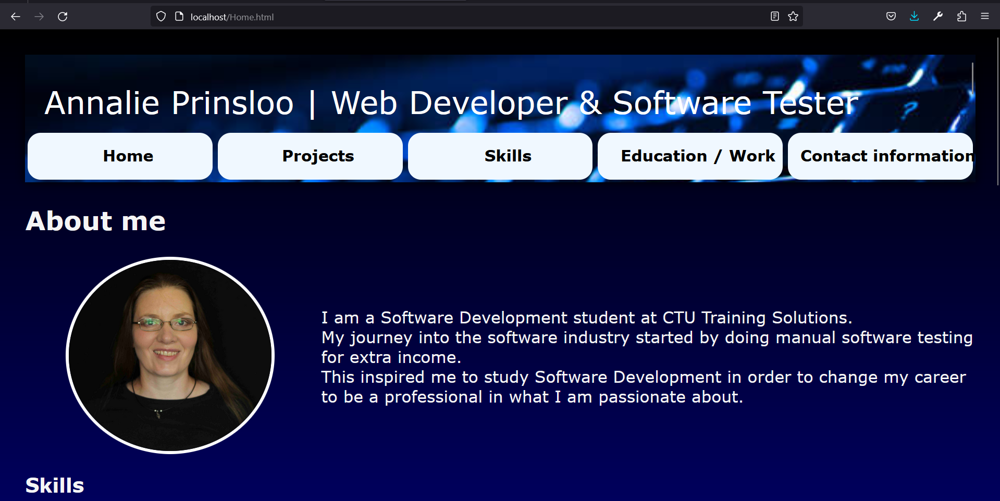 localhost/Home.html
Annalie Prinsloo | Web Developer & Software Tester
Home
Projects
Skills
Education / Work
Contact information
About me
I am a Software Development student at CTU Training Solutions.
My journey into the software industry started by doing manual software testing
for extra income.
This inspired me to study Software Development in order to change my career
to be a professional in what I am passionate about.
Skills